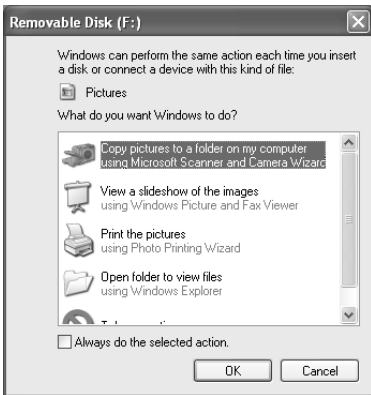 Removable Disk (F:)
Windows can perform the same action each time you insert
a disk or connect a device with this kind of file:
Pictures
What do you want Windows to do?
Copy pictures to a folder on my computer
using Microsoft Scanner and Camera Wizard
View a slideshow of the images
using Windows Picture and Fax Viewer
Print the pictures
using Photo Printing Wizard
Open folder to view files
using Windows Explorer
Always do the selected action.
OK
Cancel